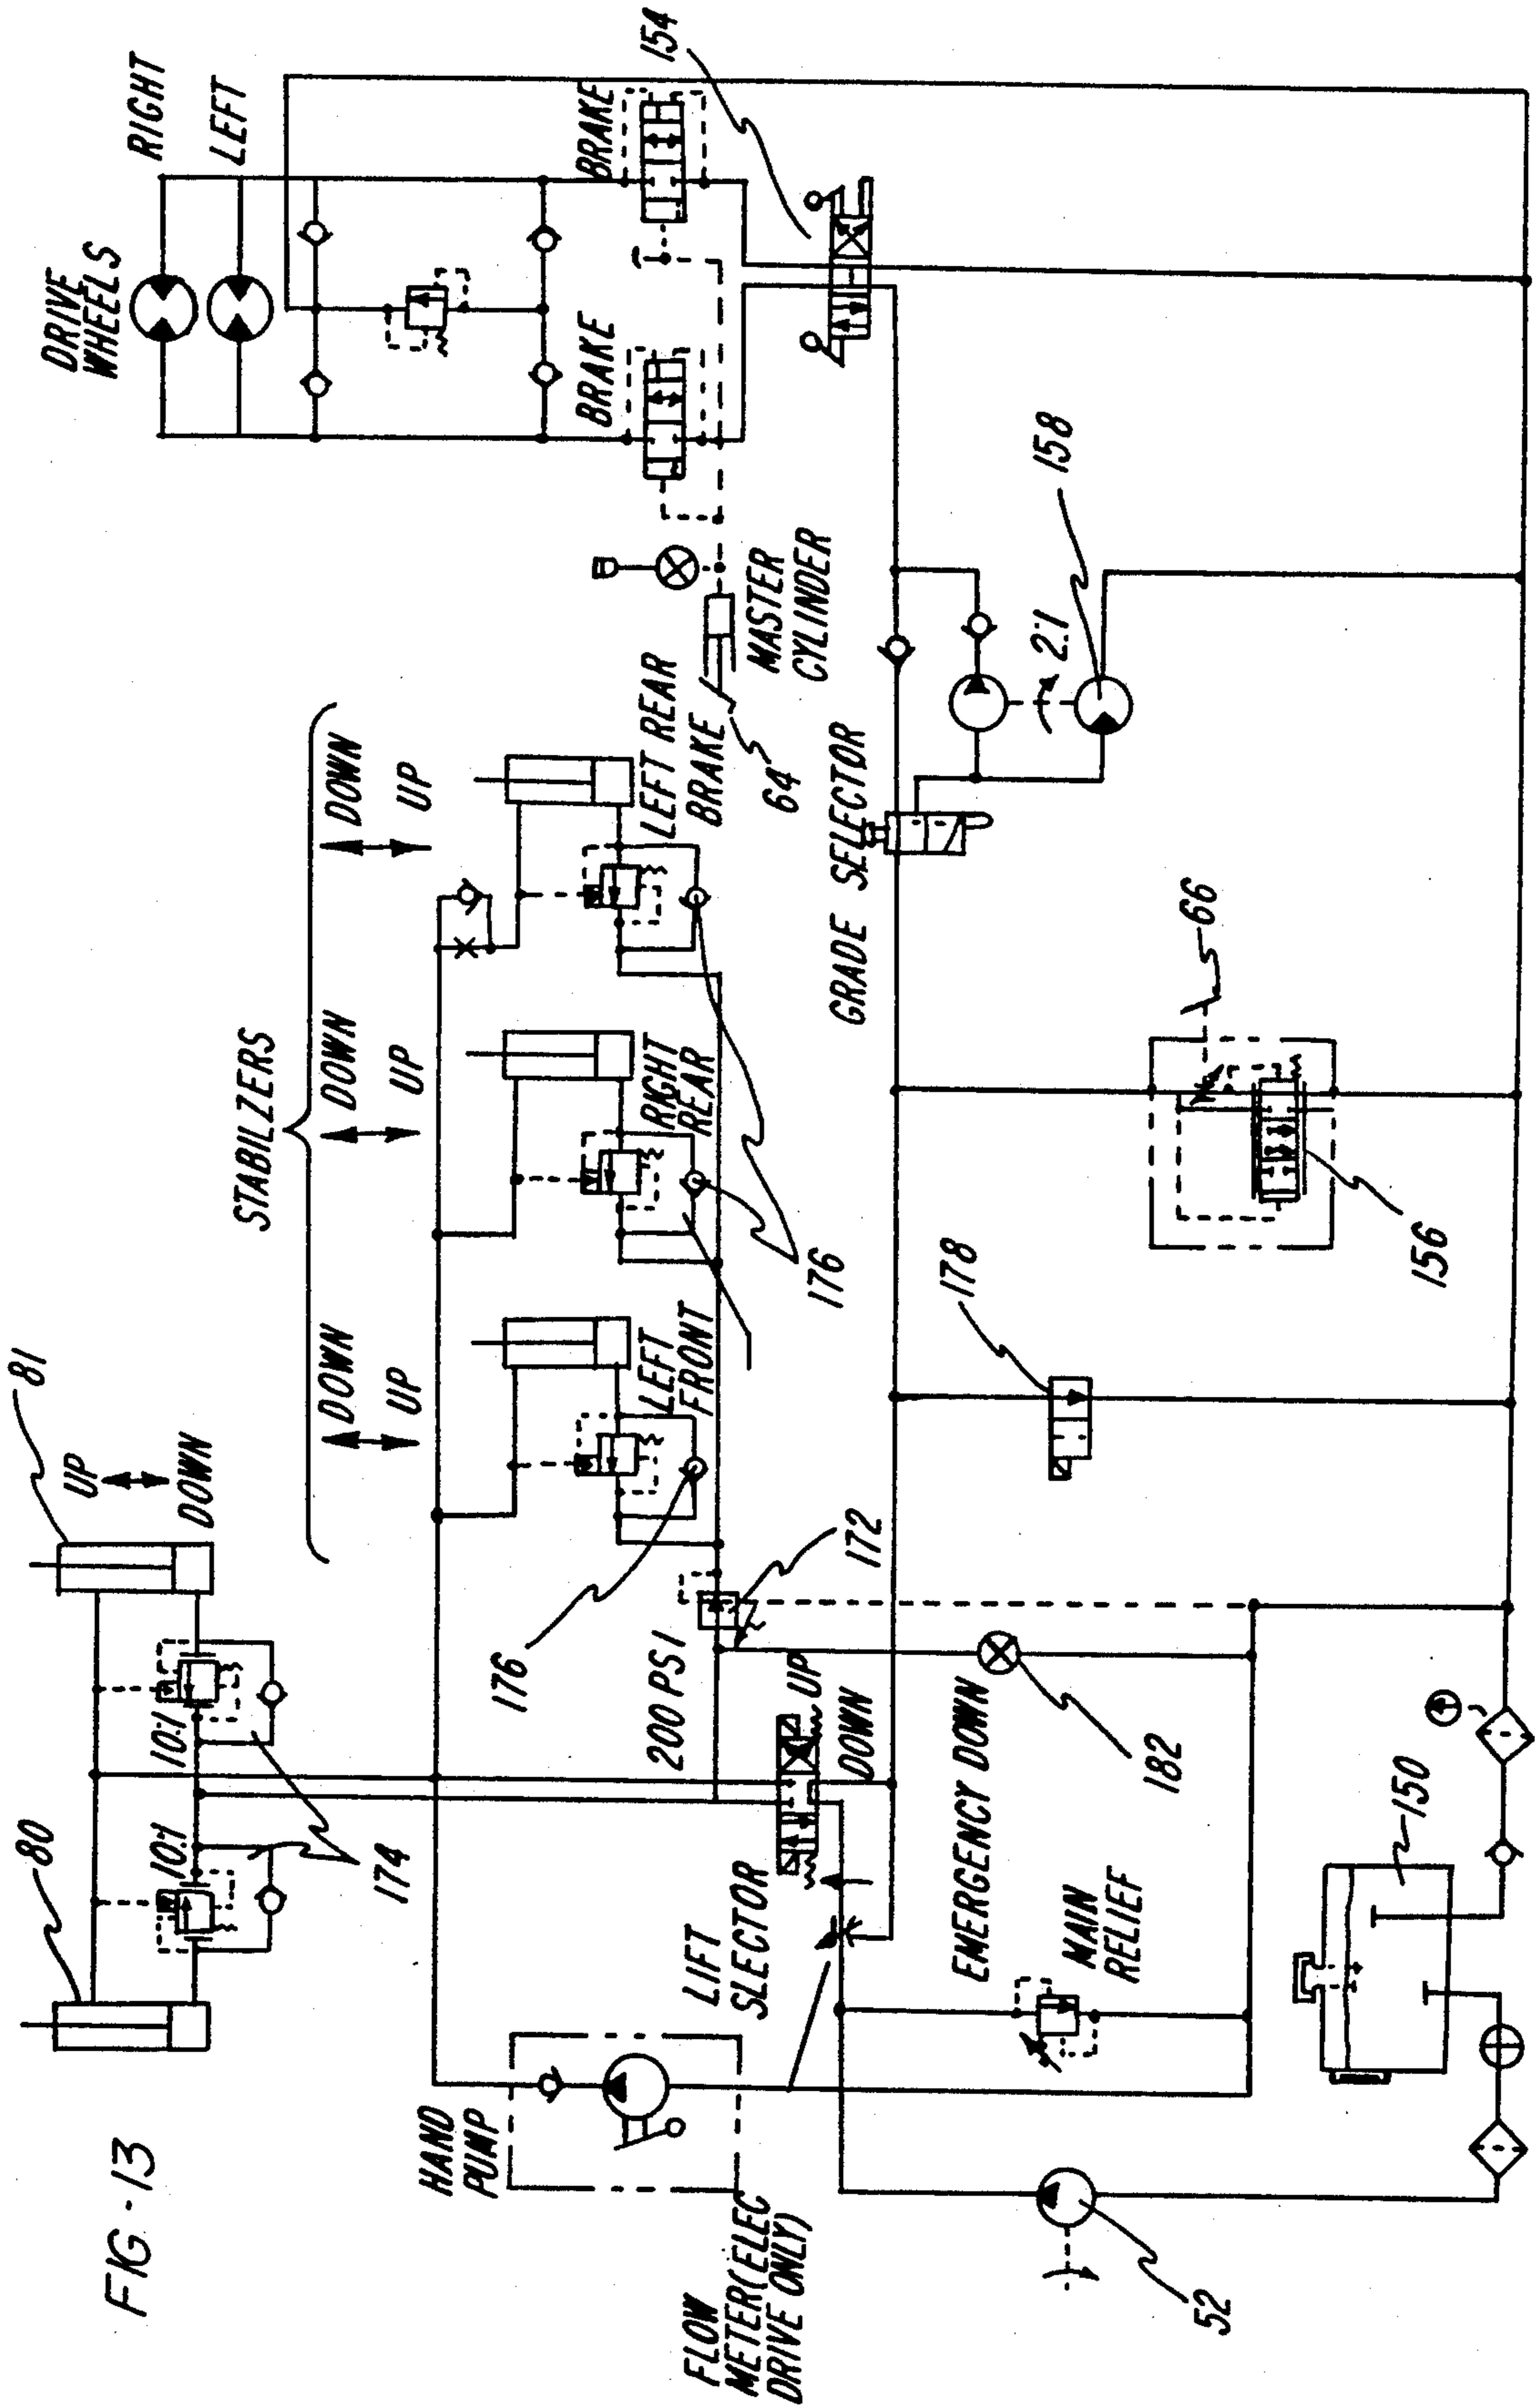 FIG-13
80
81
UP
DOWN
10:1
10:1
174
STABILIZERS
DOWN
UP
DOWN
UP
DOWN
UP
DRIVE
WHEELS
RIGHT
LEFT
BRAKE
BRAKE
154
HAND
PUMP
FLOW
METER(ELEC
DRIVE ONLY)
LIFT
SLECTOR
200 PSI
UP
DOWN
172
176
LEFT
FRONT
RIGHT
REAR
176
LEFT REAR
BRAKE
64
MASTER
CYLINDER
GRADE SELECTOR
2:1
158
66
156
178
EMERGENCY DOWN
182
MAIN
RELIEF
150
52